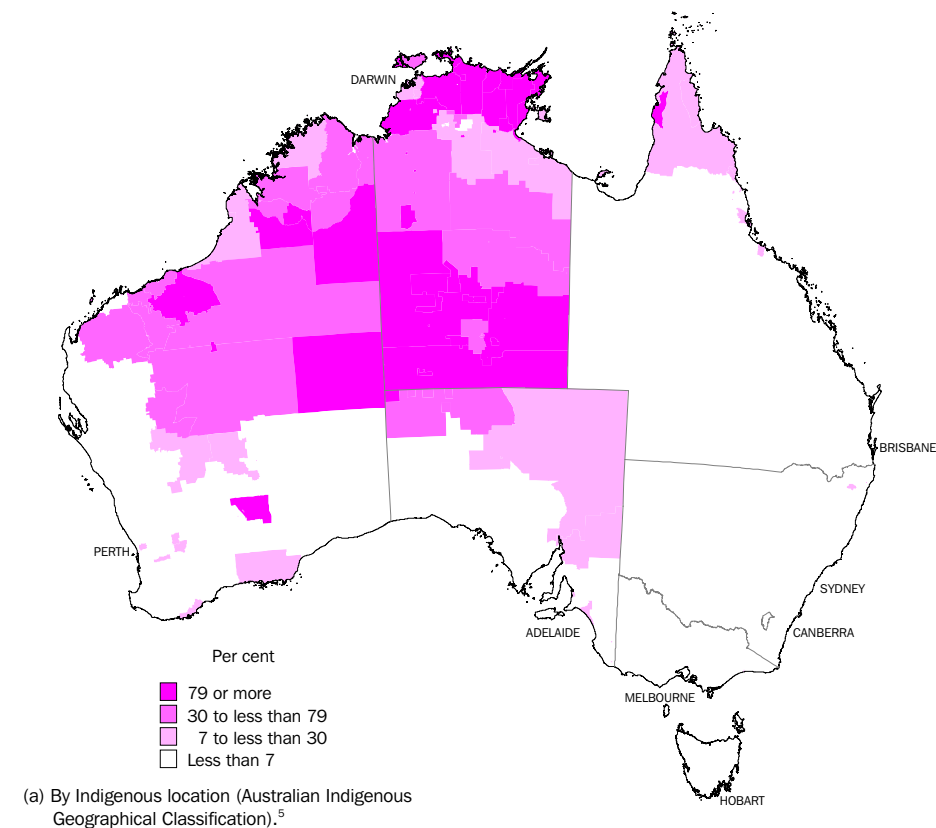 DARWIN
BRISBANE
PERTH
SYDNEY
ADELAIDE
CANBERRA
MELBOURNE
HOBART
Per cent
79 or more
30 to less than 79
7 to less than 30
Less than 7
(a) By Indigenous location (Australian Indigenous
Geographical Classification).⁵